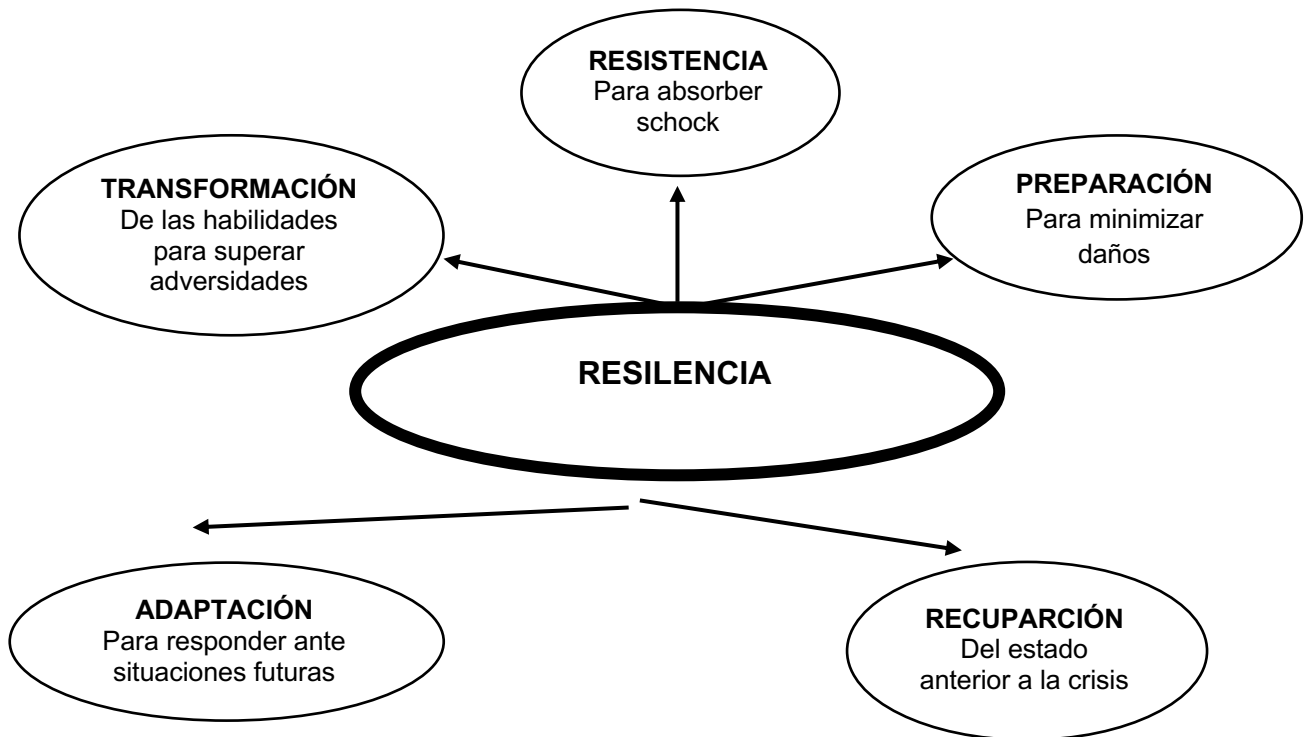 RESISTENCIA
Para absorber
schock
TRANSFORMACIÓN
De las habilidades
para superar
adversidades
PREPARACIÓN
Para minimizar
daños
RESILENCIA
ADAPTACIÓN
Para responder ante
situaciones futuras
RECUPARCIÓN
Del estado
anterior a la crisis